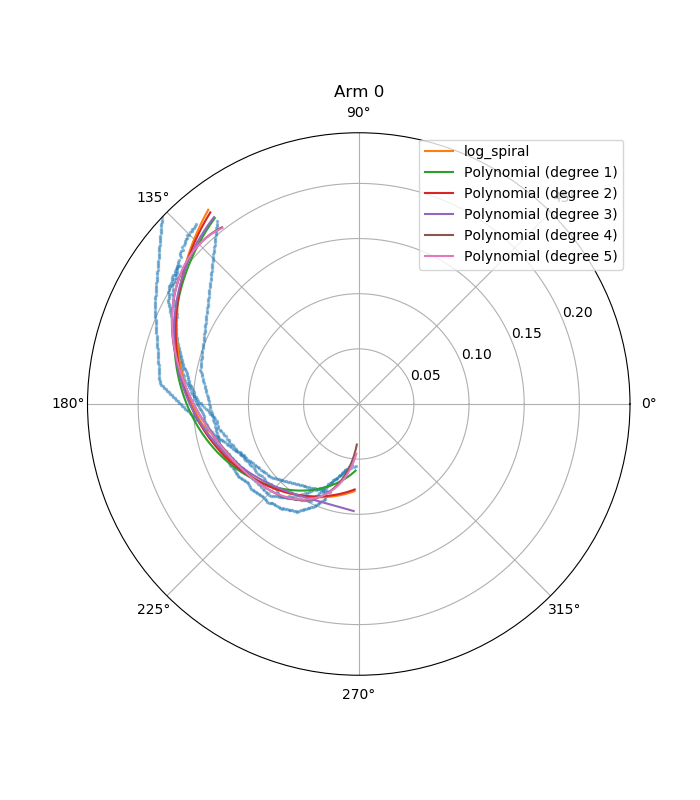 Arm 0
90°
135°
log_spiral
Polynomial (degree 1)
Polynomial (degree 2)
Polynomial (degree 3)
Polynomial (degree 4)
Polynomial (degree 5)
0.20
0.15
0.10
0.05
180°
0°
225°
315°
270°